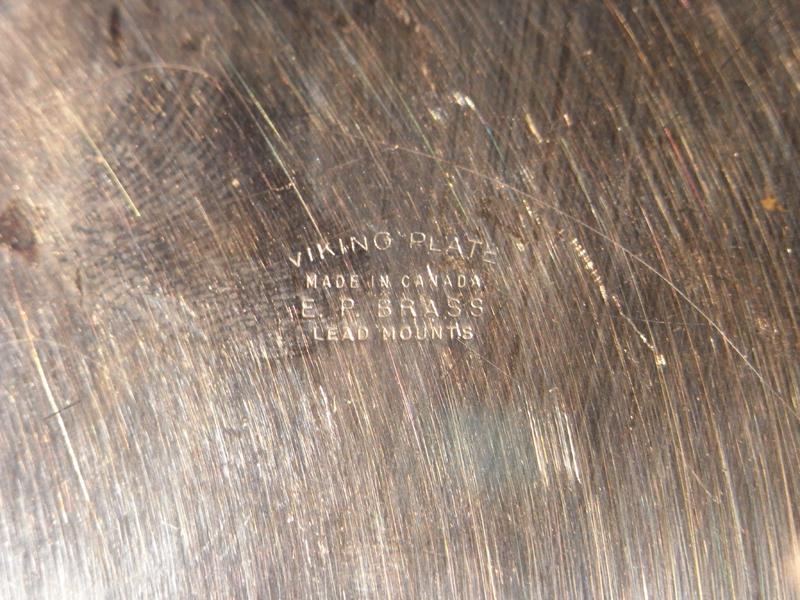 VIKING PLATE
MADE IN CANADA
E. P. BRASS
LEAD MOUNTS